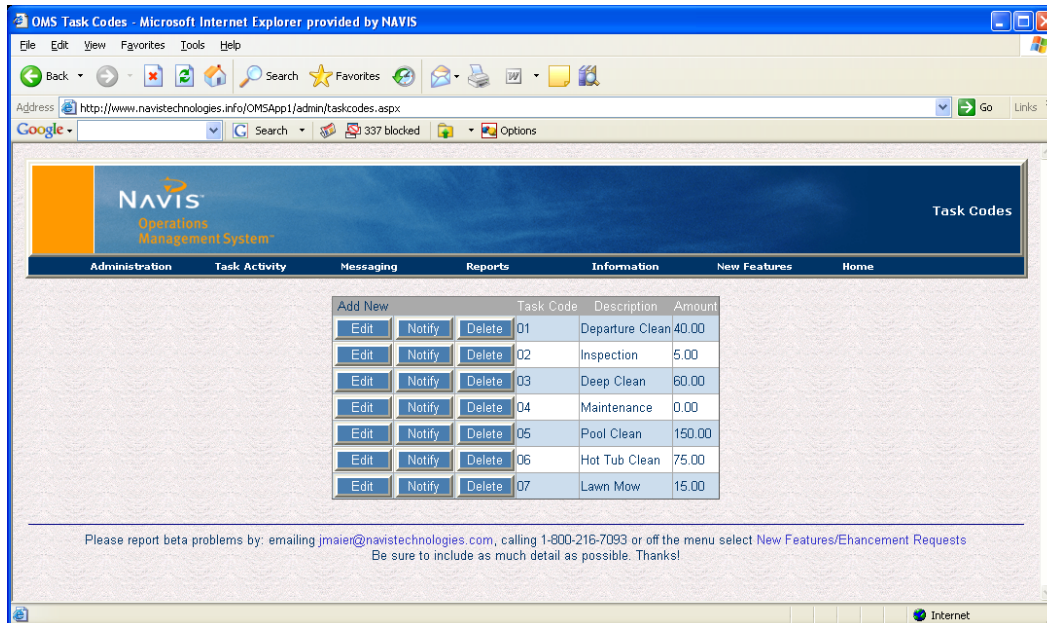 OMS Task Codes - Microsoft Internet Explorer provided by NAVIS
File Edit View Favorites Tools Help
Back Search Favorites
Address http://www.navistechnologies.info/OMSApp1/admin/taskcodes.aspx Go Links
Google Search 337 blocked Options
NAVIS
Operations
Management System
Task Codes
Administration Task Activity Messaging Reports Information New Features Home
Add New Task Code Description Amount
Edit Notify Delete 01 Departure Clean 40.00
Edit Notify Delete 02 Inspection 5.00
Edit Notify Delete 03 Deep Clean 60.00
Edit Notify Delete 04 Maintenance 0.00
Edit Notify Delete 05 Pool Clean 150.00
Edit Notify Delete 06 Hot Tub Clean 75.00
Edit Notify Delete 07 Lawn Mow 15.00
Please report beta problems by: emailing jmaier@navistechnologies.com, calling 1-800-216-7093 or off the menu select New Features/Ehancement Requests
Be sure to include as much detail as possible. Thanks!
Internet